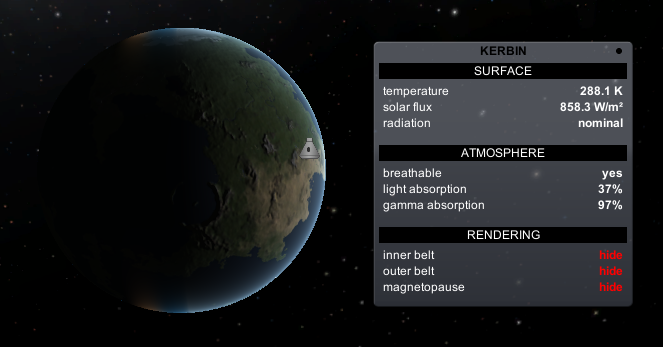 KERBIN
SURFACE
temperature 288.1 K
solar flux 858.3 W/m²
radiation nominal
ATMOSPHERE
breathable yes
light absorption 37%
gamma absorption 97%
RENDERING
inner belt hide
outer belt hide
magnetopause hide